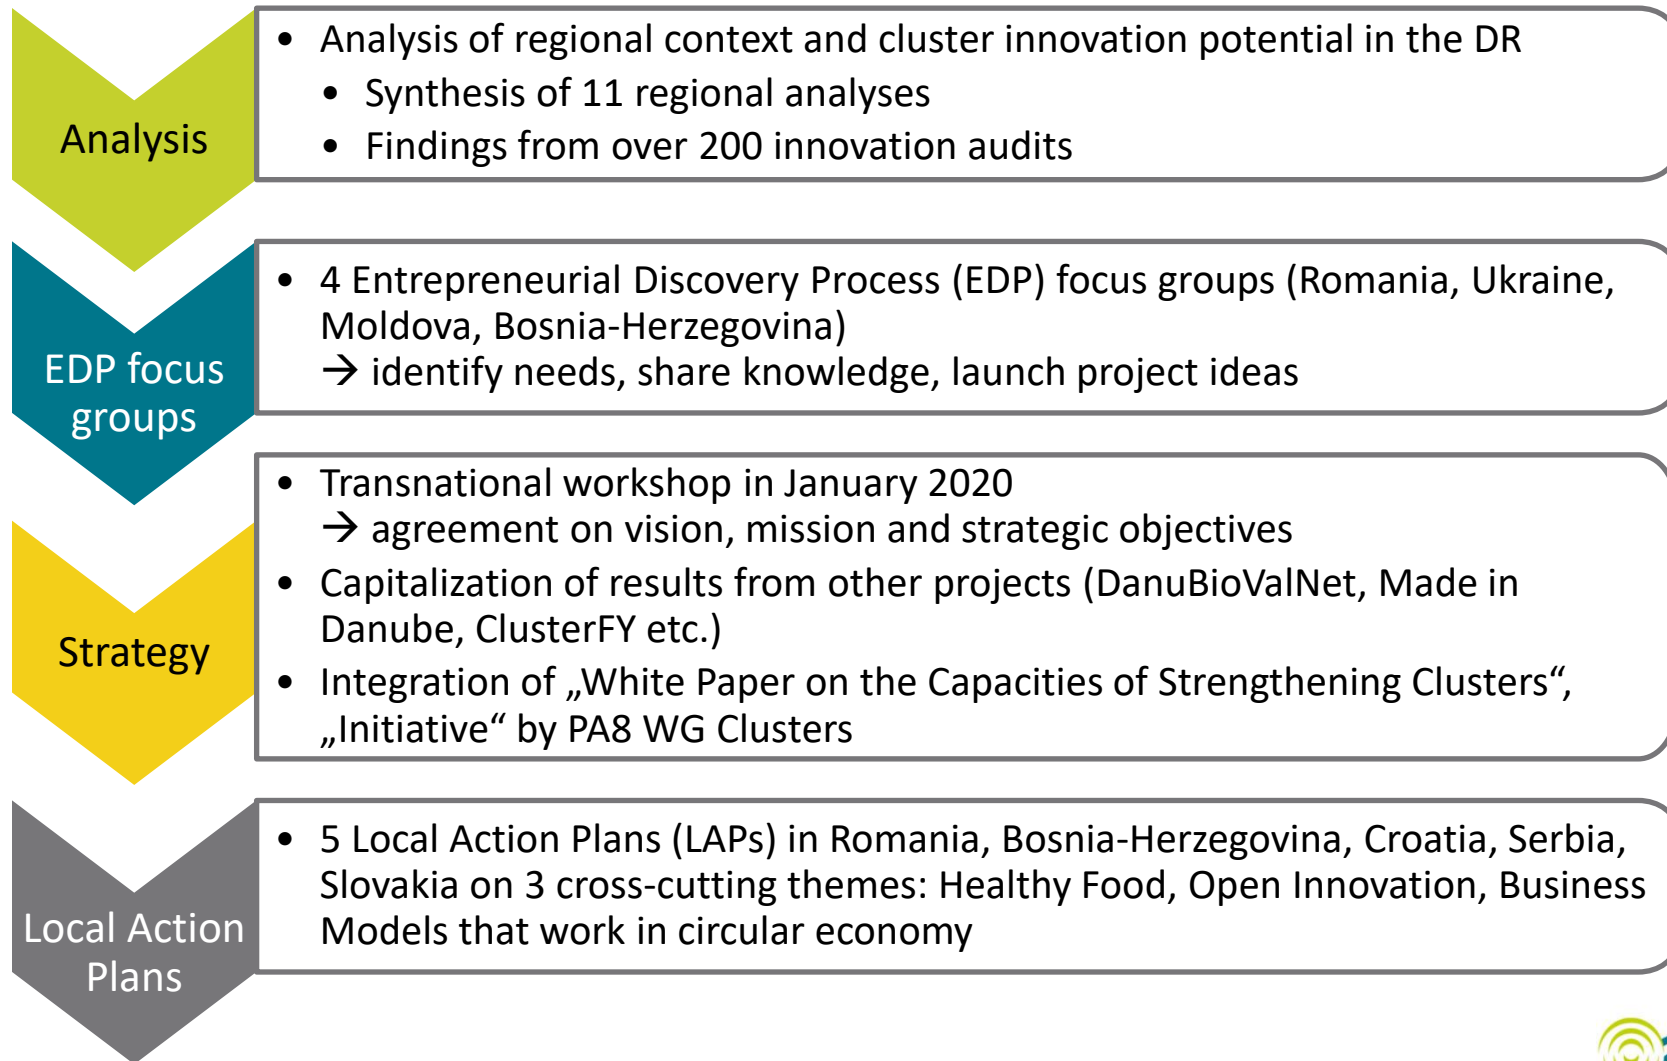 Analysis
• Analysis of regional context and cluster innovation potential in the DR
• Synthesis of 11 regional analyses
• Findings from over 200 innovation audits
EDP focus
groups
• 4 Entrepreneurial Discovery Process (EDP) focus groups (Romania, Ukraine,
Moldova, Bosnia-Herzegovina)
→ identify needs, share knowledge, launch project ideas
Strategy
• Transnational workshop in January 2020
→ agreement on vision, mission and strategic objectives
• Capitalization of results from other projects (DanuBioValNet, Made in
Danube, ClusterFY etc.)
• Integration of „White Paper on the Capacities of Strengthening Clusters“,
„Initiative“ by PA8 WG Clusters
Local Action
Plans
• 5 Local Action Plans (LAPs) in Romania, Bosnia-Herzegovina, Croatia, Serbia,
Slovakia on 3 cross-cutting themes: Healthy Food, Open Innovation, Business
Models that work in circular economy